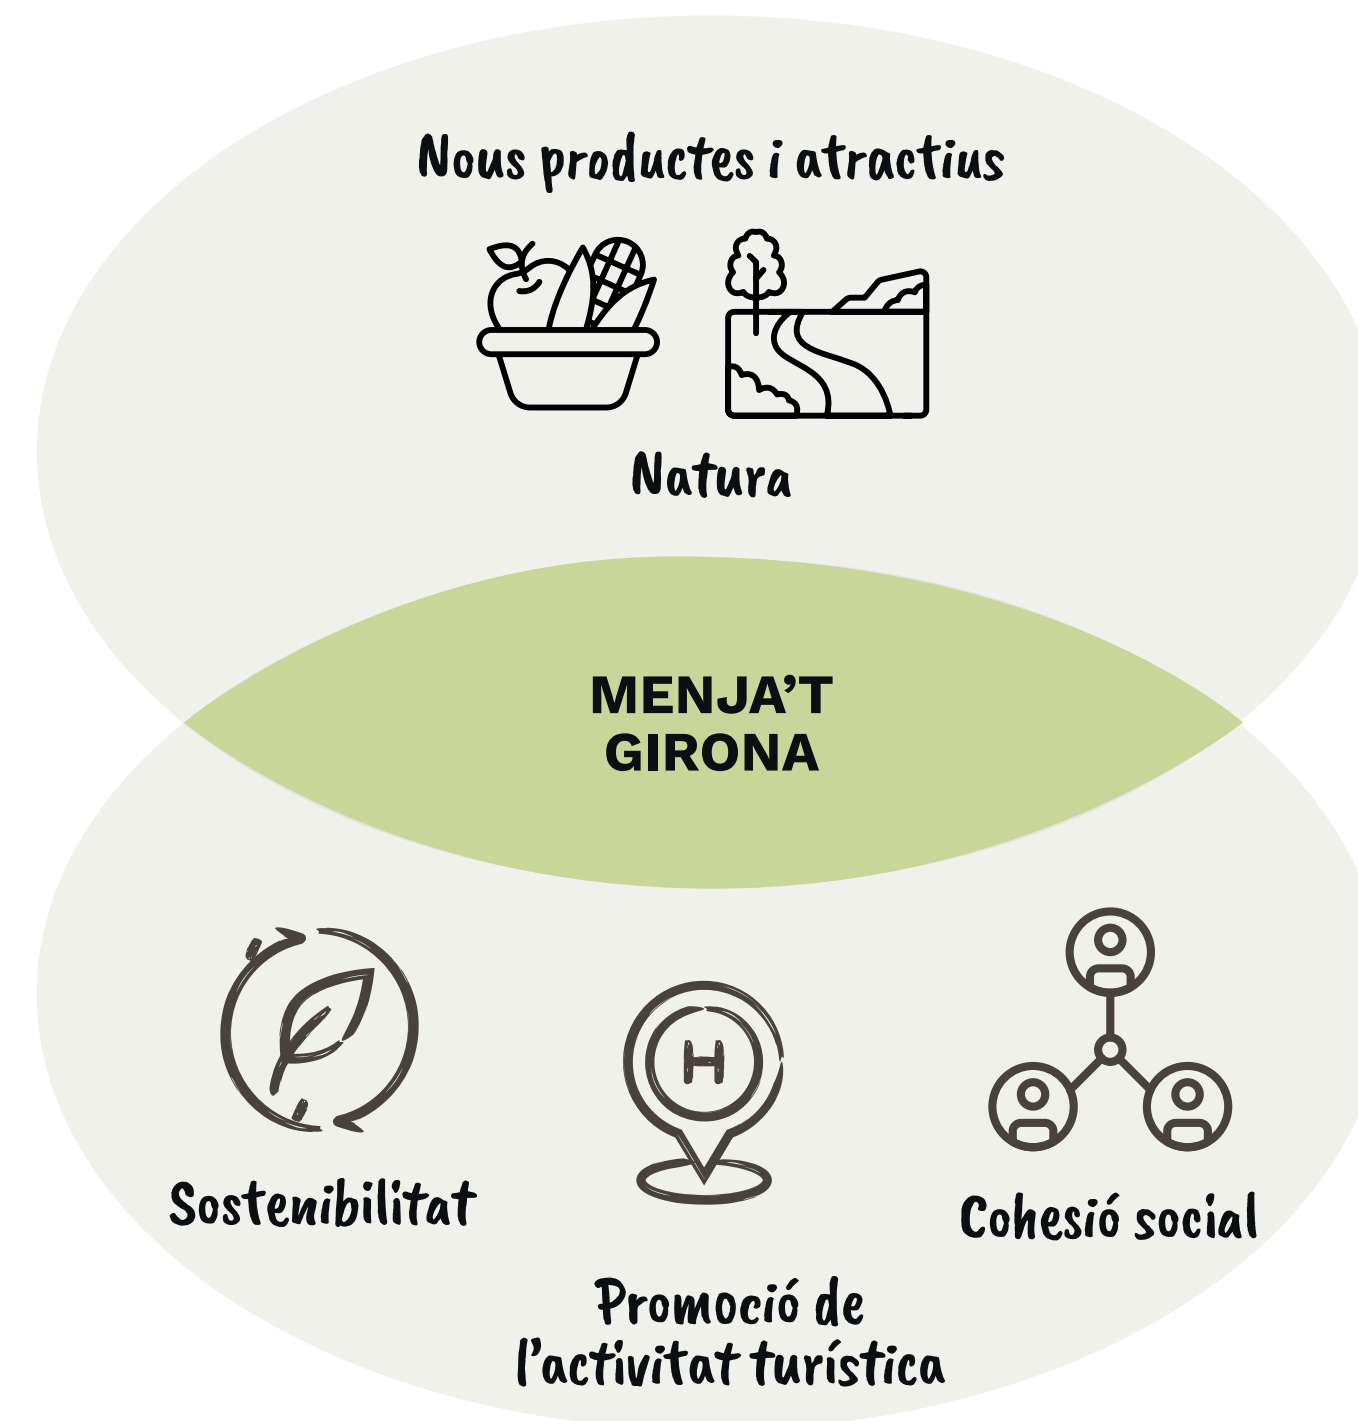 Nous productes i atractius
Natura
MENJA’T
GIRONA
H
Sostenibilitat
Cohesió social
Promoció de
l’activitat turística